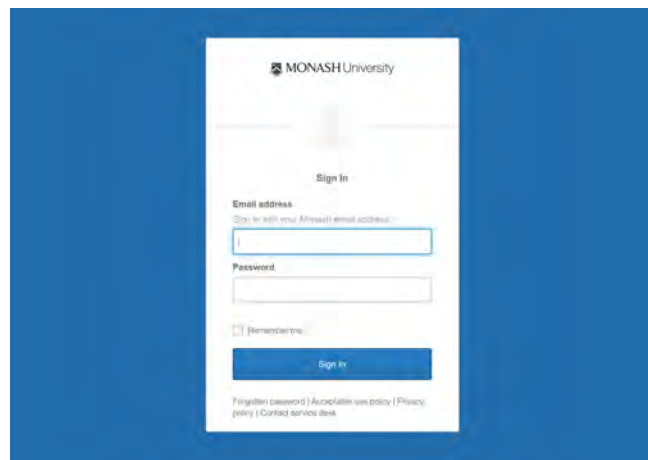 MONASH University
Sign In
Email address
Sign in with your Monash email address
Password
Remember me
Sign In
Forgotten password | Acceptable use policy | Privacy
policy | Contact service desk